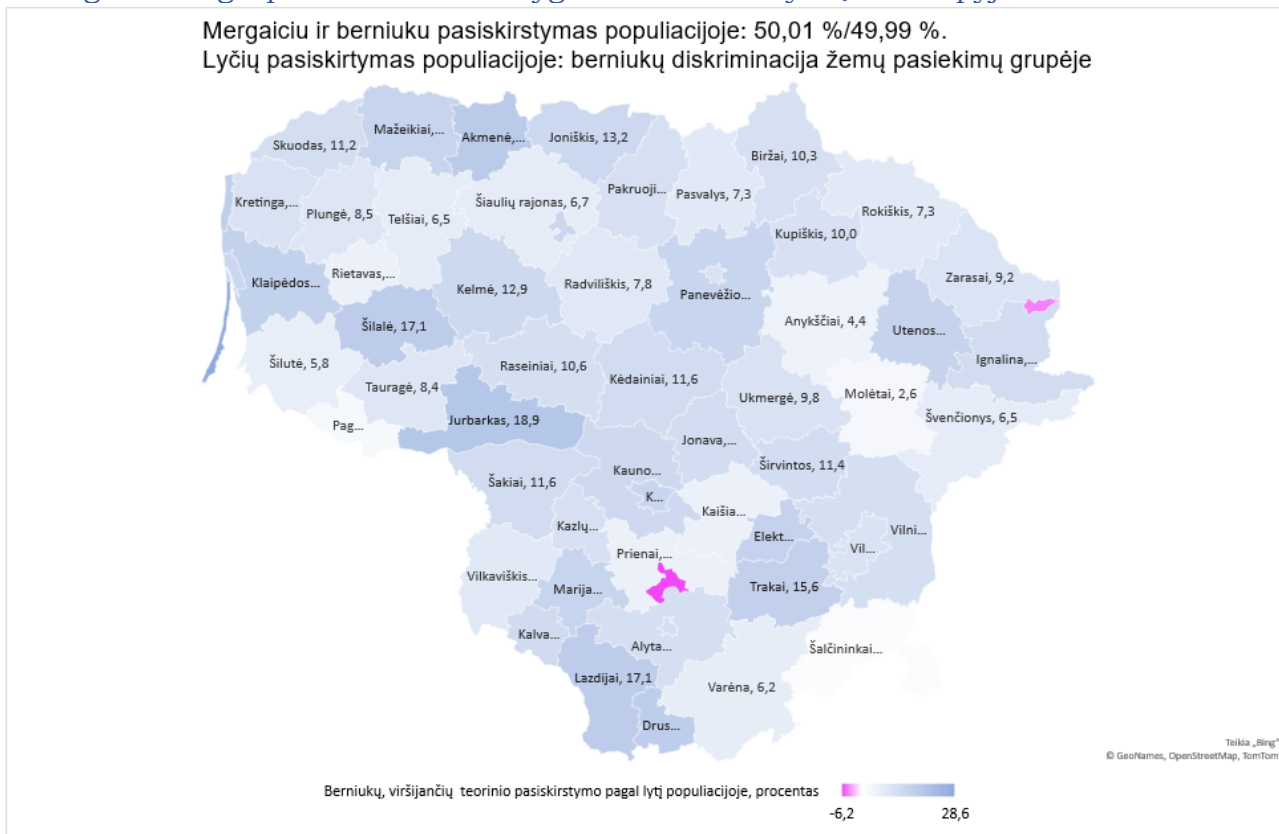 Mergaiciu ir berniuku pasiskirstymas populiacijoje: 50,01 %/49,99 %.
Lyčių pasiskirtymas populiacijoje: berniukų diskriminacija žemų pasiekimų grupėje
Mažeikiai,...
Akmenė,...
Joniškis, 13,2
Skuodas, 11,2
Biržai, 10,3
Kretinga,...
Plungė, 8,5
Telšiai, 6,5
Šiaulių rajonas, 6,7
Pakruoji...
Pasvalys, 7,3
Rokiškis, 7,3
Kupiškis, 10,0
Klaipėdos...
Rietavas,...
Kelmė, 12,9
Radviliškis, 7,8
Panevėžio...
Zarasai, 9,2
Šilalė, 17,1
Anykščiai, 4,4
Utenos...
Šilutė, 5,8
Raseiniai, 10,6
Kėdainiai, 11,6
Ignalina,...
Tauragė, 8,4
Ukmergė, 9,8
Molėtai, 2,6
Pag...
Jurbarkas, 18,9
Švenčionys, 6,5
Jonava,...
Šakiai, 11,6
Kauno...
Širvintos, 11,4
K...
Kaišia...
Kazlų...
Elekt...
Vilni...
Prienai,...
Vil...
Vilkaviškis...
Marija...
Trakai, 15,6
Kalva...
Alyta...
Šalčininkai...
Lazdijai, 17,1
Varėna, 6,2
Drus...
Teikia „Bing“
© GeoNames, OpenStreetMap, TomTom
Berniukų, viršijančių teorinio pasiskirstymo pagal lytį populiacijoje, procentas
-6,2 28,6